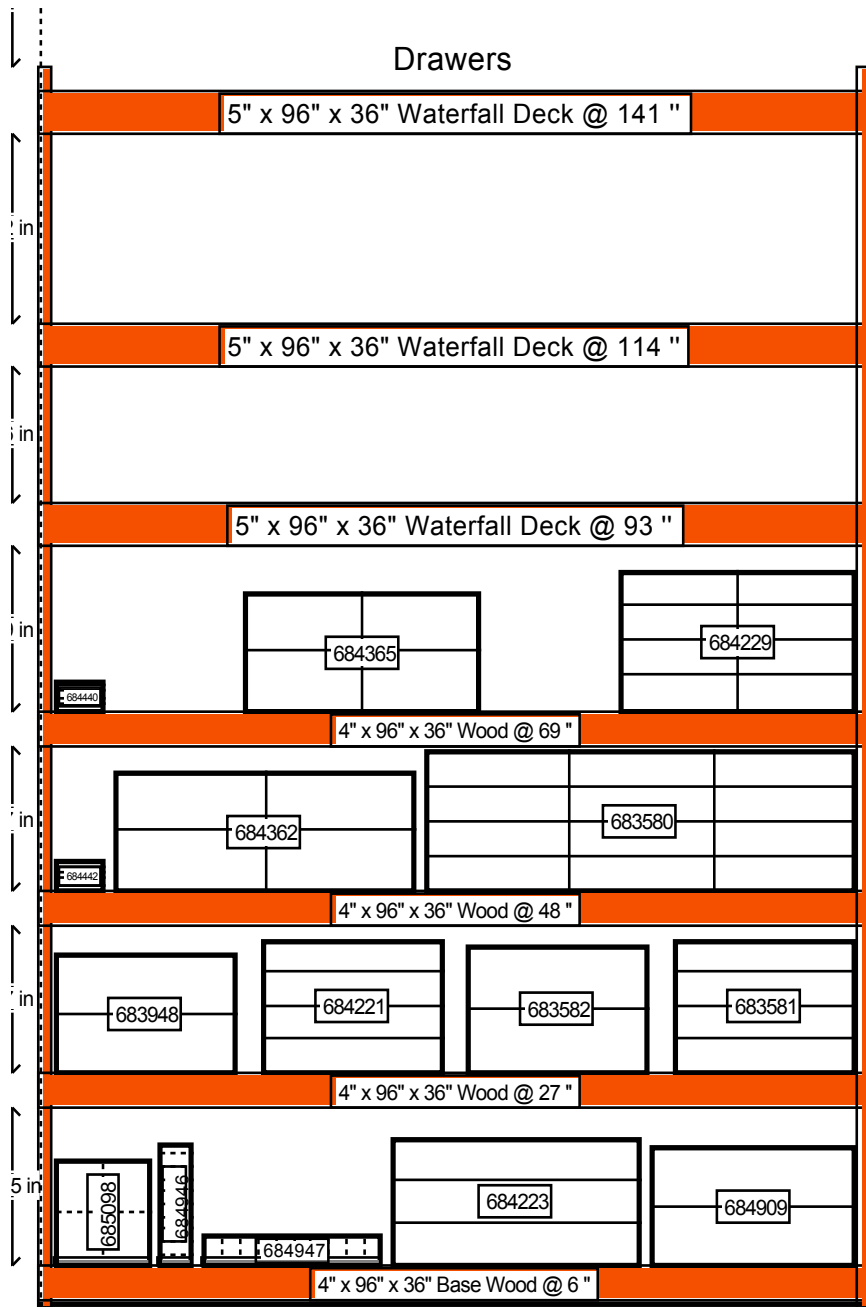 Drawers
5" x 96" x 36" Waterfall Deck @ 141 "
in
5" x 96" x 36" Waterfall Deck @ 114 "
in
5" x 96" x 36" Waterfall Deck @ 93 "
in
684365
684229
684440
4" x 96" x 36" Wood @ 69 "
in
684362
683580
684442
4" x 96" x 36" Wood @ 48 "
in
683948
684221
683582
683581
4" x 96" x 36" Wood @ 27 "
5 in
685098
684946
684947
684223
684909
4" x 96" x 36" Base Wood @ 6 "